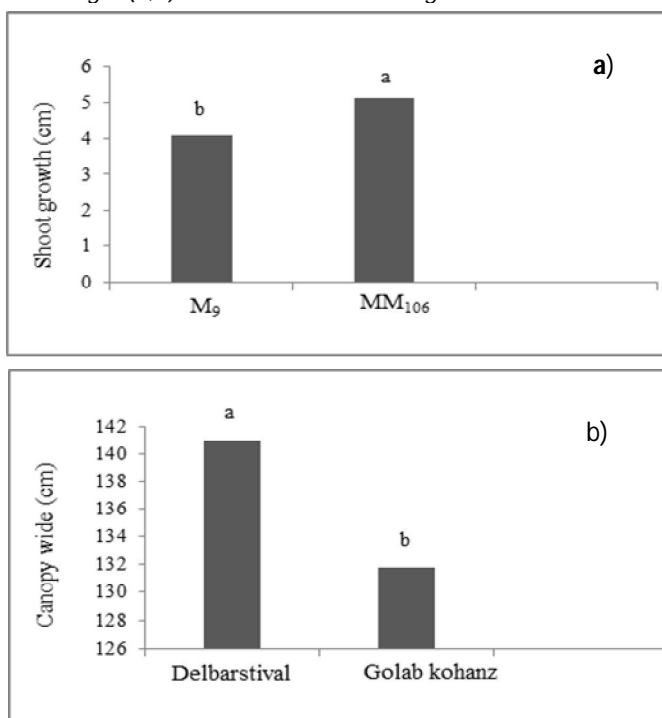 a)
Shoot growth (cm)
6
5
4
3
2
1
0
b
a
M₉
MM₁₀₆
b)
Canopy wide (cm)
142
140
138
136
134
132
130
128
126
a
b
Delbarstival
Golab kohanz